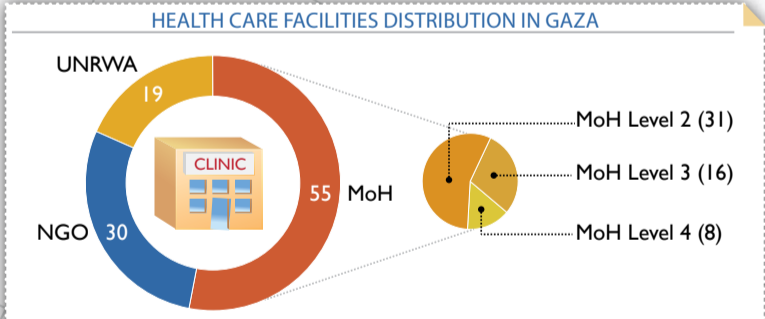 HEALTH CARE FACILITIES DISTRIBUTION IN GAZA
UNRWA
19
CLINIC
55 MoH
NGO 30
MoH Level 2 (31)
MoH Level 3 (16)
MoH Level 4 (8)